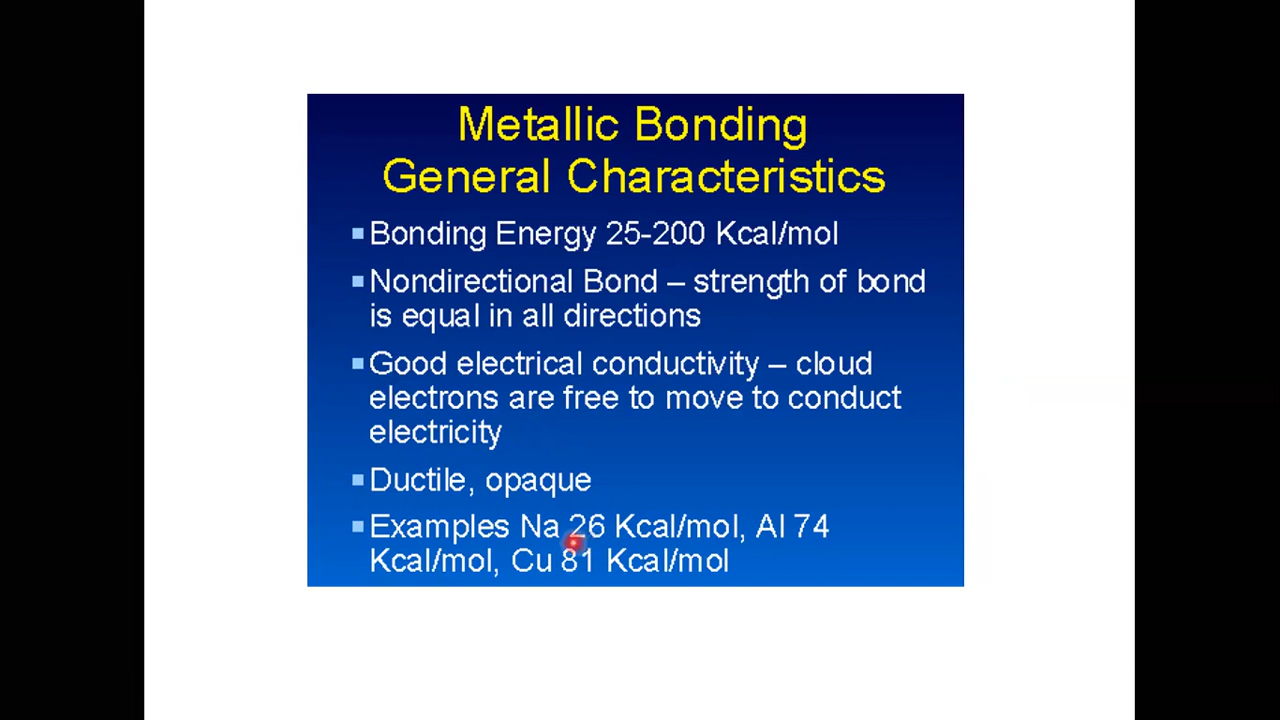 Metallic Bonding
General Characteristics
Bonding Energy 25-200 Kcal/mol
Nondirectional Bond – strength of bond
is equal in all directions
Good electrical conductivity – cloud
electrons are free to move to conduct
electricity
Ductile, opaque
Examples Na 26 Kcal/mol, Al 74
Kcal/mol, Cu 81 Kcal/mol